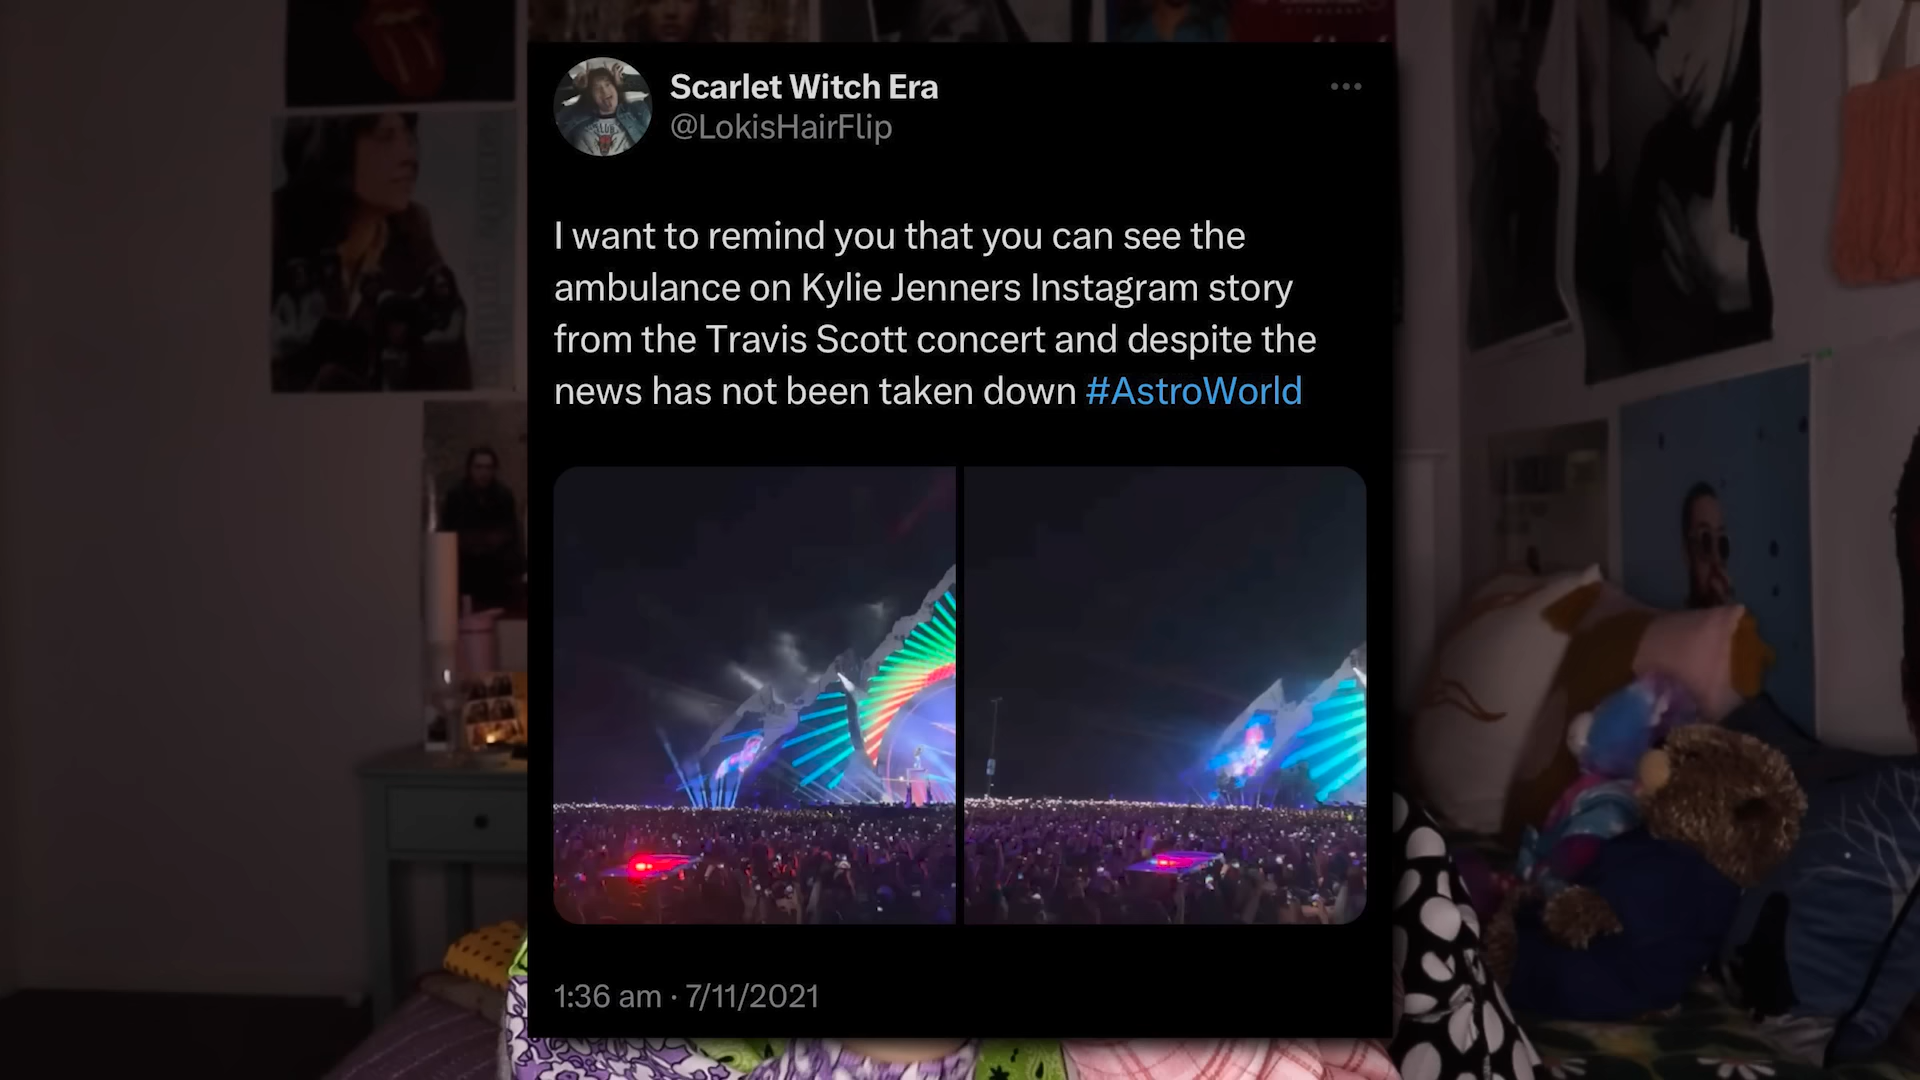 Scarlet Witch Era
@LokisHairFlip
I want to remind you that you can see the
ambulance on Kylie Jenners Instagram story
from the Travis Scott concert and despite the
news has not been taken down #AstroWorld
1:36 am · 7/11/2021